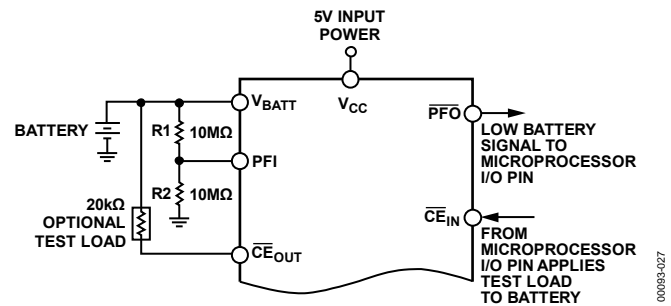 5V INPUT
POWER
VBATT
VCC
PFO
BATTERY
R1
10MΩ
LOW BATTERY
SIGNAL TO
MICROPROCESSOR
I/O PIN
PFI
R2
10MΩ
20kΩ
OPTIONAL
TEST LOAD
CEIN
CEOUT
FROM
MICROPROCESSOR
I/O PIN APPLIES
TEST LOAD
TO BATTERY
00093-027